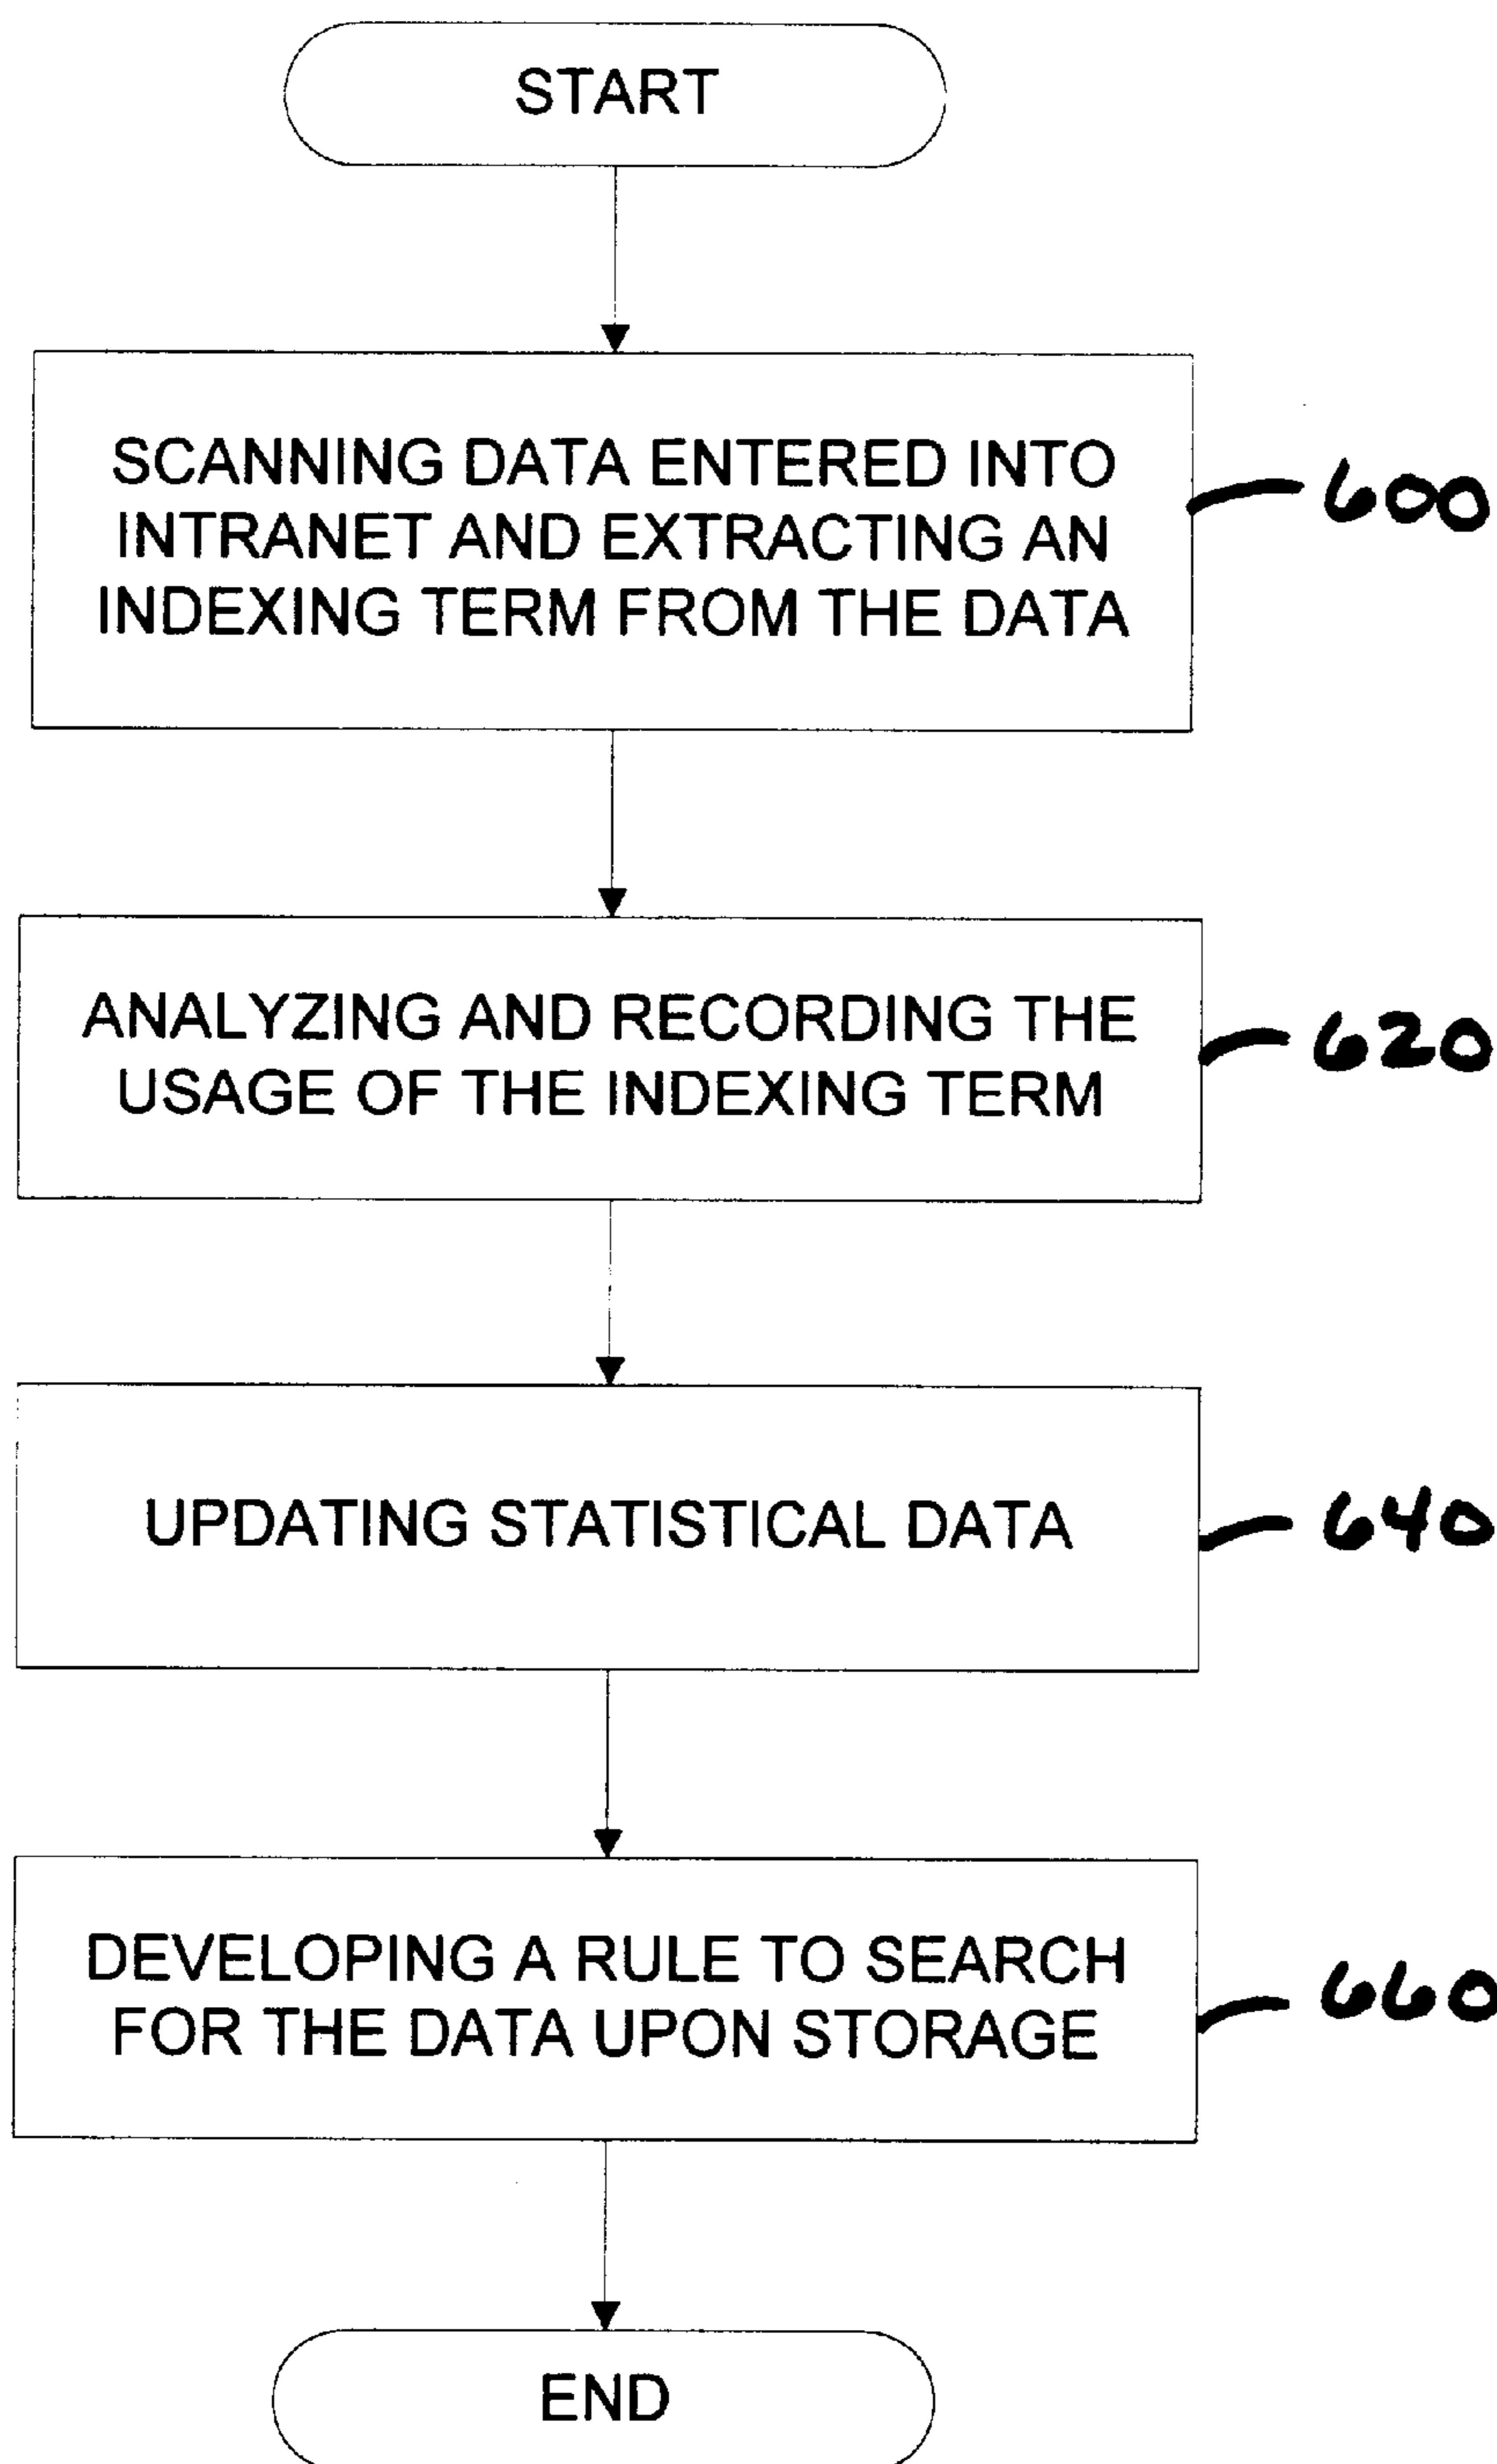 START
SCANNING DATA ENTERED INTO
INTRANET AND EXTRACTING AN
INDEXING TERM FROM THE DATA
600
ANALYZING AND RECORDING THE
USAGE OF THE INDEXING TERM
620
UPDATING STATISTICAL DATA
640
DEVELOPING A RULE TO SEARCH
FOR THE DATA UPON STORAGE
660
END